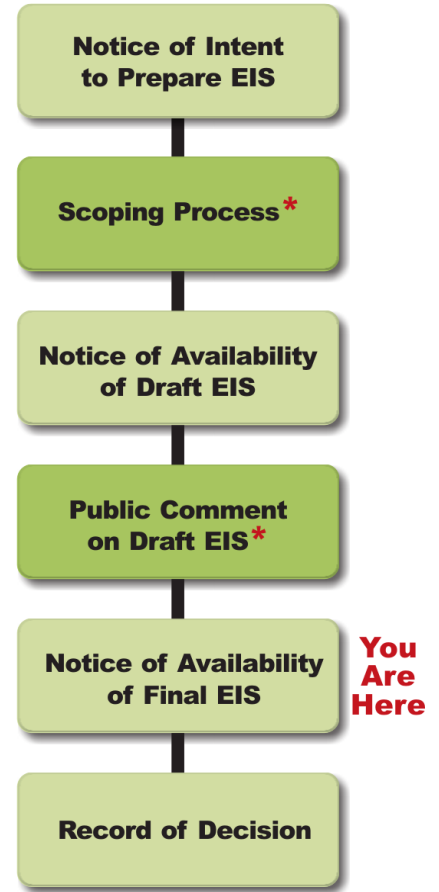 Notice of Intent
to Prepare EIS
Scoping Process*
Notice of Availability
of Draft EIS
Public Comment
on Draft EIS*
Notice of Availability
of Final EIS
You
Are
Here
Record of Decision